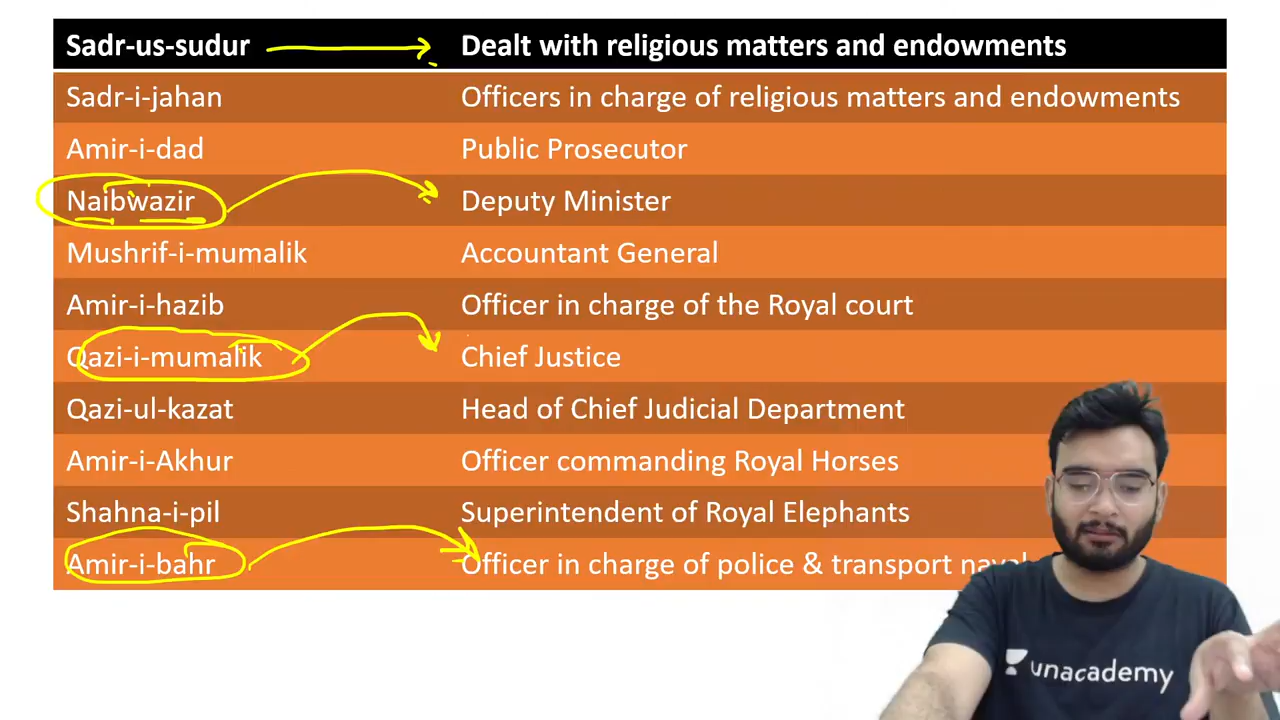 Sadr-us-sudur Dealt with religious matters and endowments
Sadr-i-jahan Officers in charge of religious matters and endowments
Amir-i-dad Public Prosecutor
Naibwazir Deputy Minister
Mushrif-i-mumalik Accountant General
Amir-i-hazib Officer in charge of the Royal court
Qazi-i-mumalik Chief Justice
Qazi-ul-kazat Head of Chief Judicial Department
Amir-i-Akhur Officer commanding Royal Horses
Shahna-i-pil Superintendent of Royal Elephants
Amir-i-bahr Officer in charge of police & transport naval
unacademy